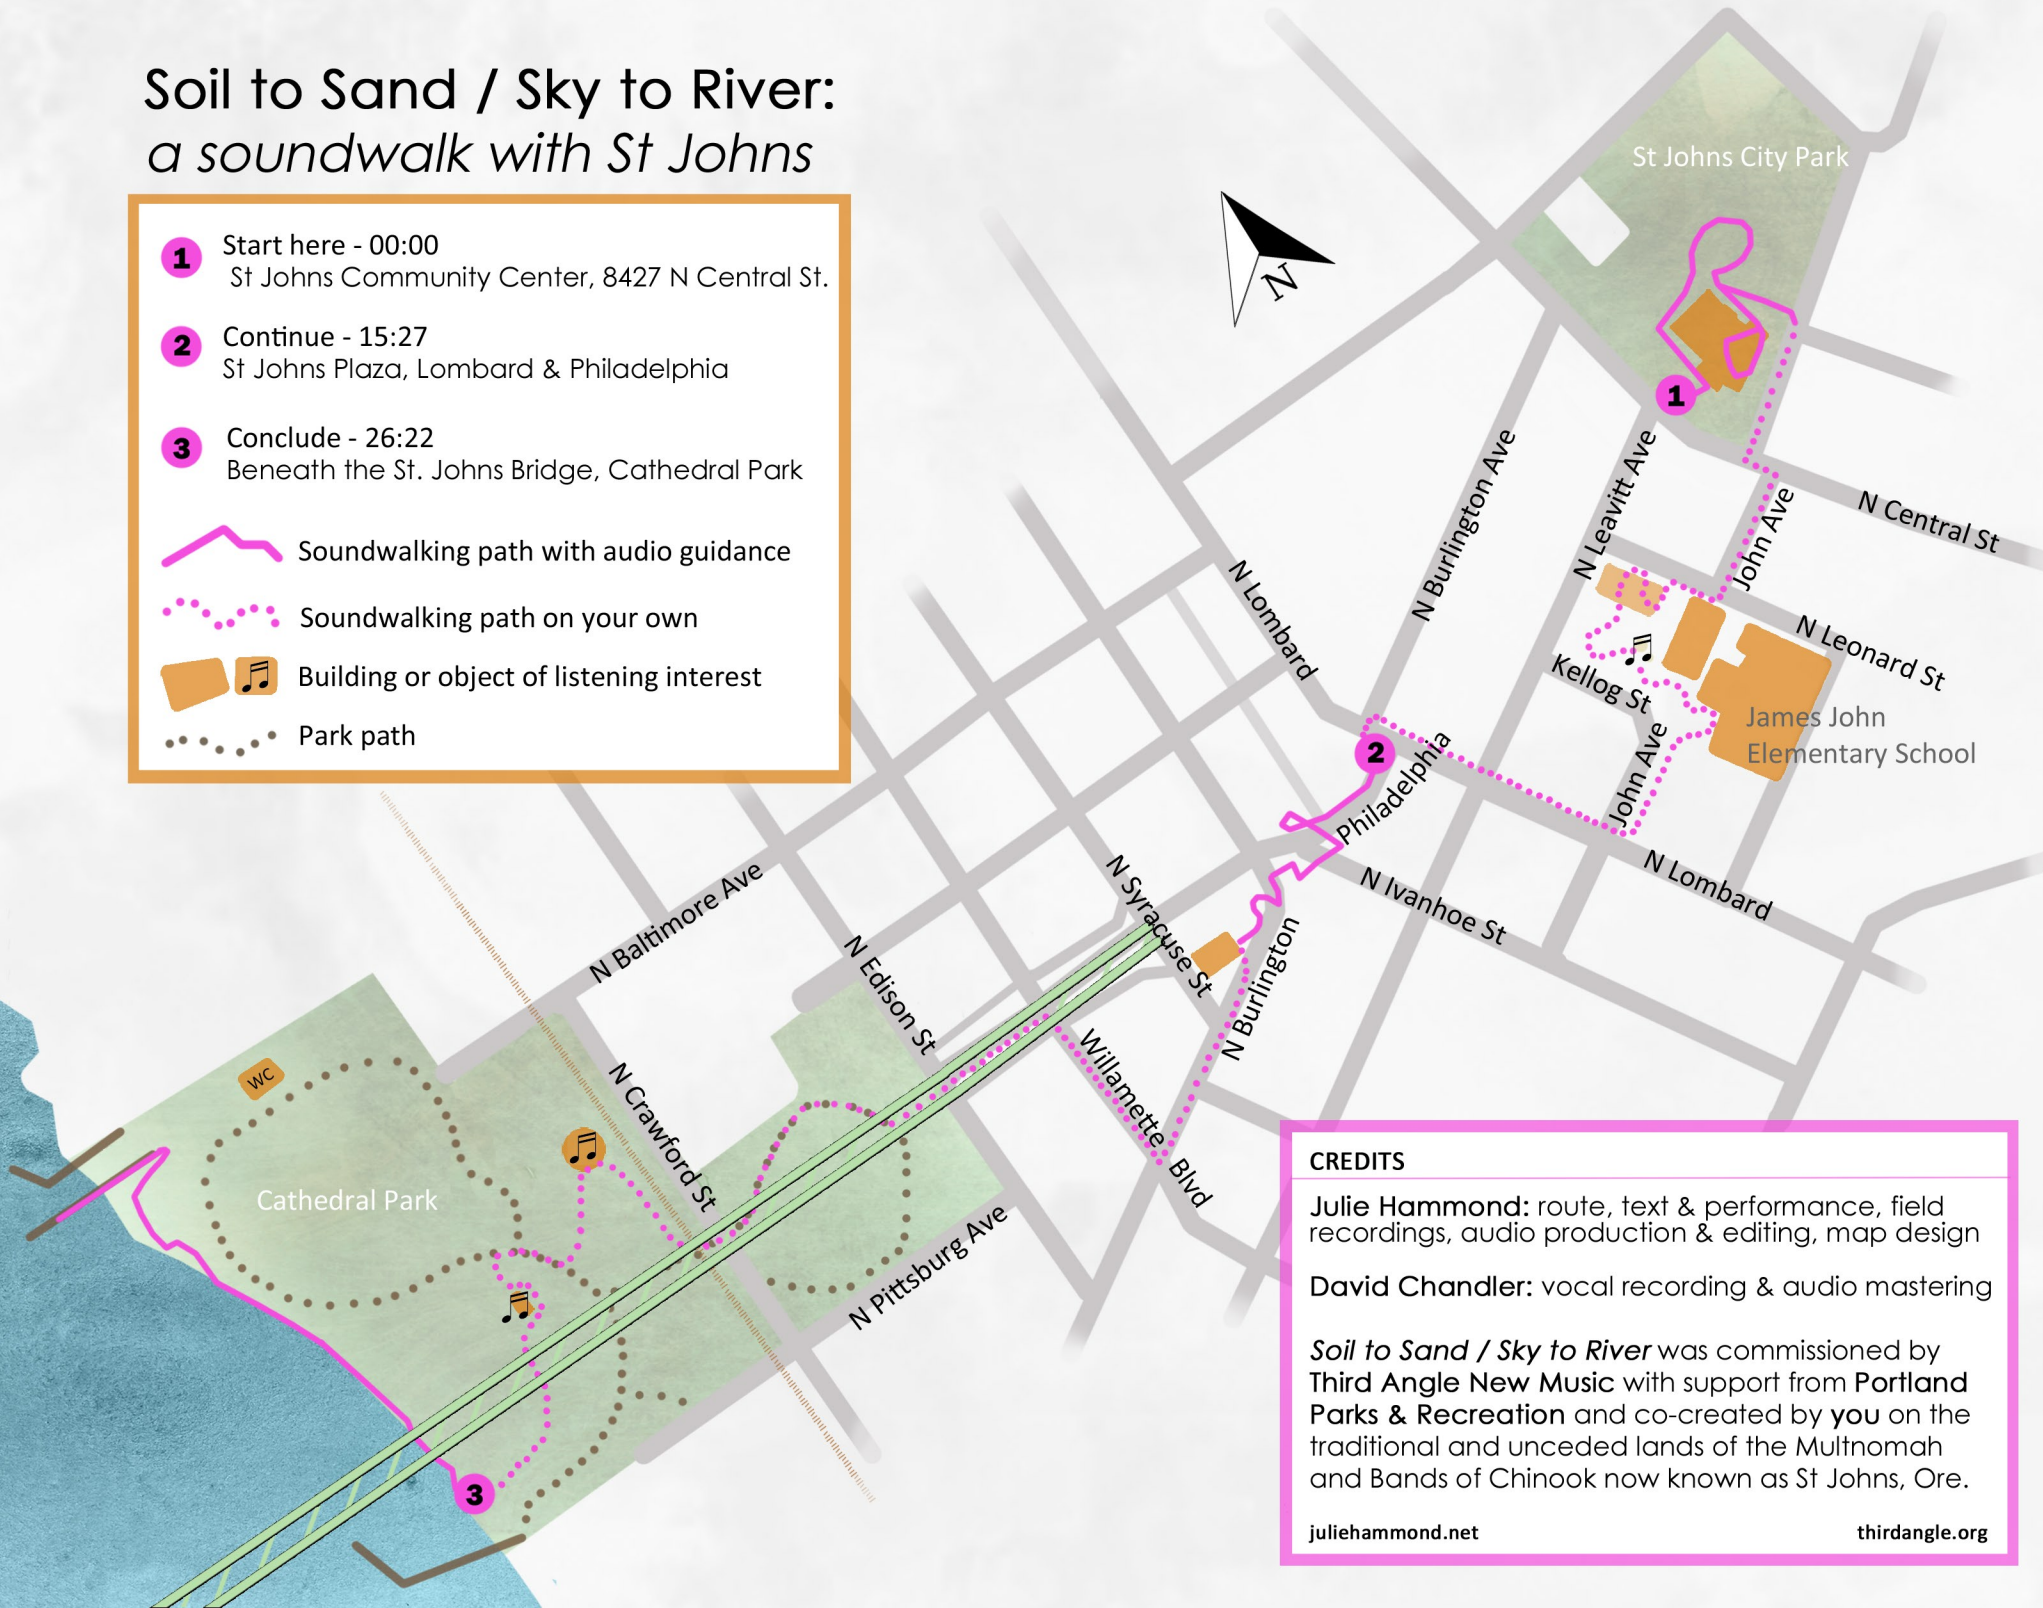 Soil to Sand / Sky to River:
a soundwalk with St Johns
1
Start here - 00:00
St Johns Community Center, 8427 N Central St.
2
Continue - 15:27
St Johns Plaza, Lombard & Philadelphia
3
Conclude - 26:22
Beneath the St. Johns Bridge, Cathedral Park
Soundwalking path with audio guidance
Soundwalking path on your own
Building or object of listening interest
Park path
N
St Johns City Park
1
N Burlington Ave
N Leavitt Ave
John Ave
N Central St
N Lombard
N Leonard St
Kellog St
James John
Elementary School
John Ave
2
Philadelphia
N Lombard
N Ivanhoe St
N Syracuse St
N Burlington
N Baltimore Ave
N Edison St
Willamette
Blvd
N Crawford St
WC
Cathedral Park
N Pittsburg Ave
3
CREDITS
Julie Hammond: route, text & performance, field
recordings, audio production & editing, map design
David Chandler: vocal recording & audio mastering
Soil to Sand / Sky to River was commissioned by
Third Angle New Music with support from Portland
Parks & Recreation and co-created by you on the
traditional and unceded lands of the Multnomah
and Bands of Chinook now known as St Johns, Ore.
juliehammond.net
thirdangle.org